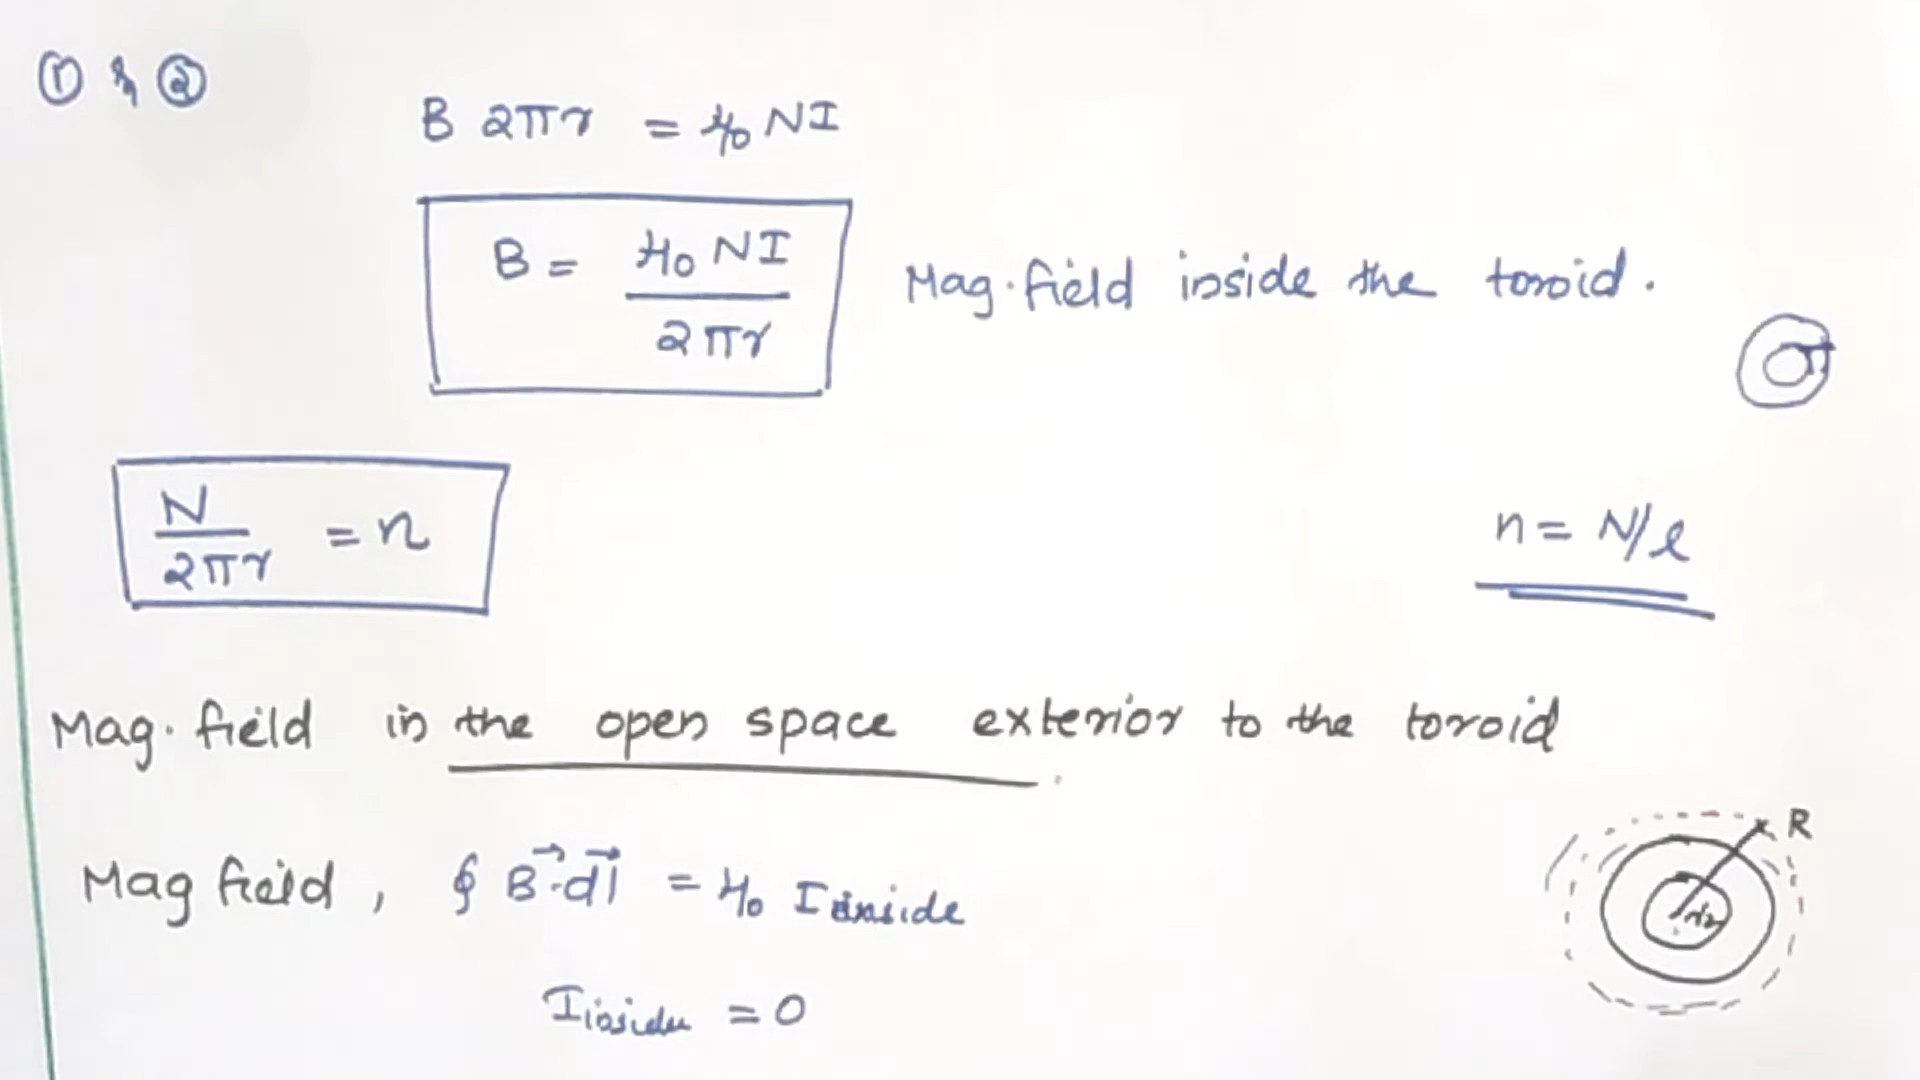 ① & ②
B 2πr = μ₀ NI
B = μ₀ NI / 2πr
Mag. field inside the toroid.
N / 2πr = n
n = N/l
Mag. field in the open space exterior to the toroid
R
Mag field, ∮ B⃗·dl⃗ = μ₀ I inside
I inside = 0